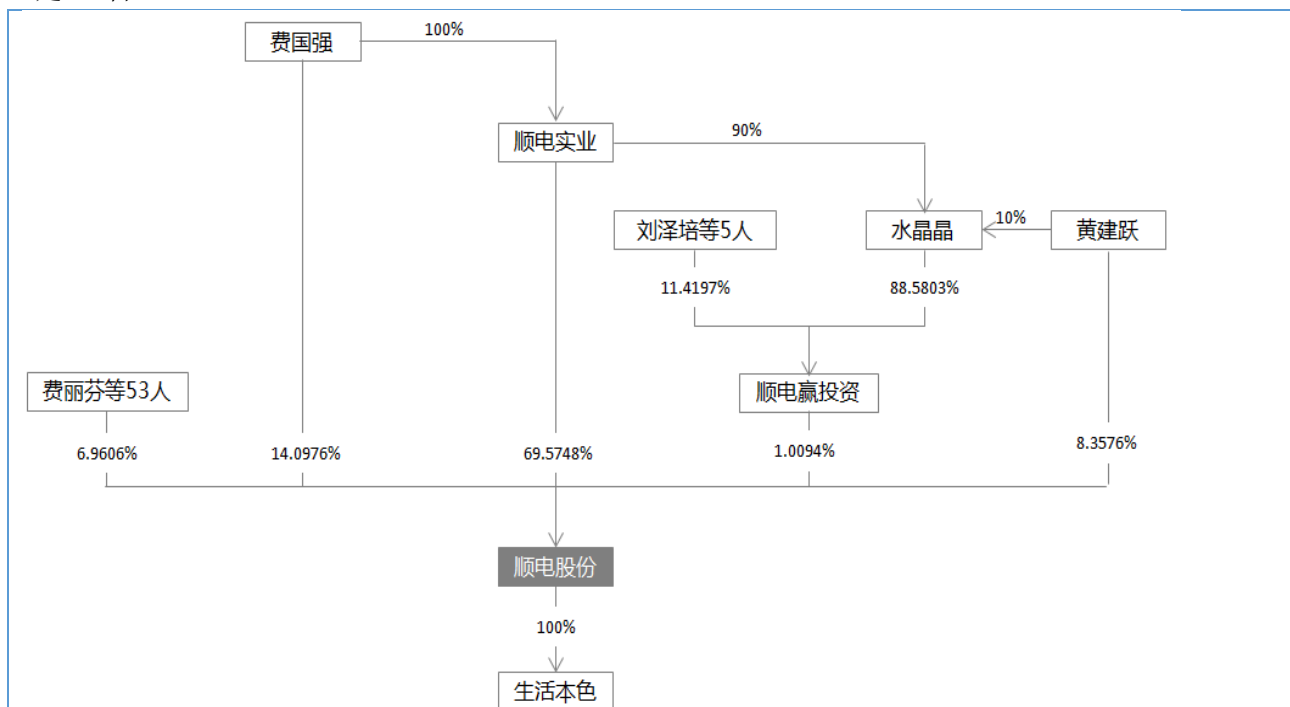 费国强
100%
顺电实业
90%
刘泽培等5人
水晶晶
10%
黄建跃
11.4197%
88.5803%
费丽芬等53人
顺电赢投资
6.9606%
14.0976%
69.5748%
1.0094%
8.3576%
顺电股份
100%
生活本色